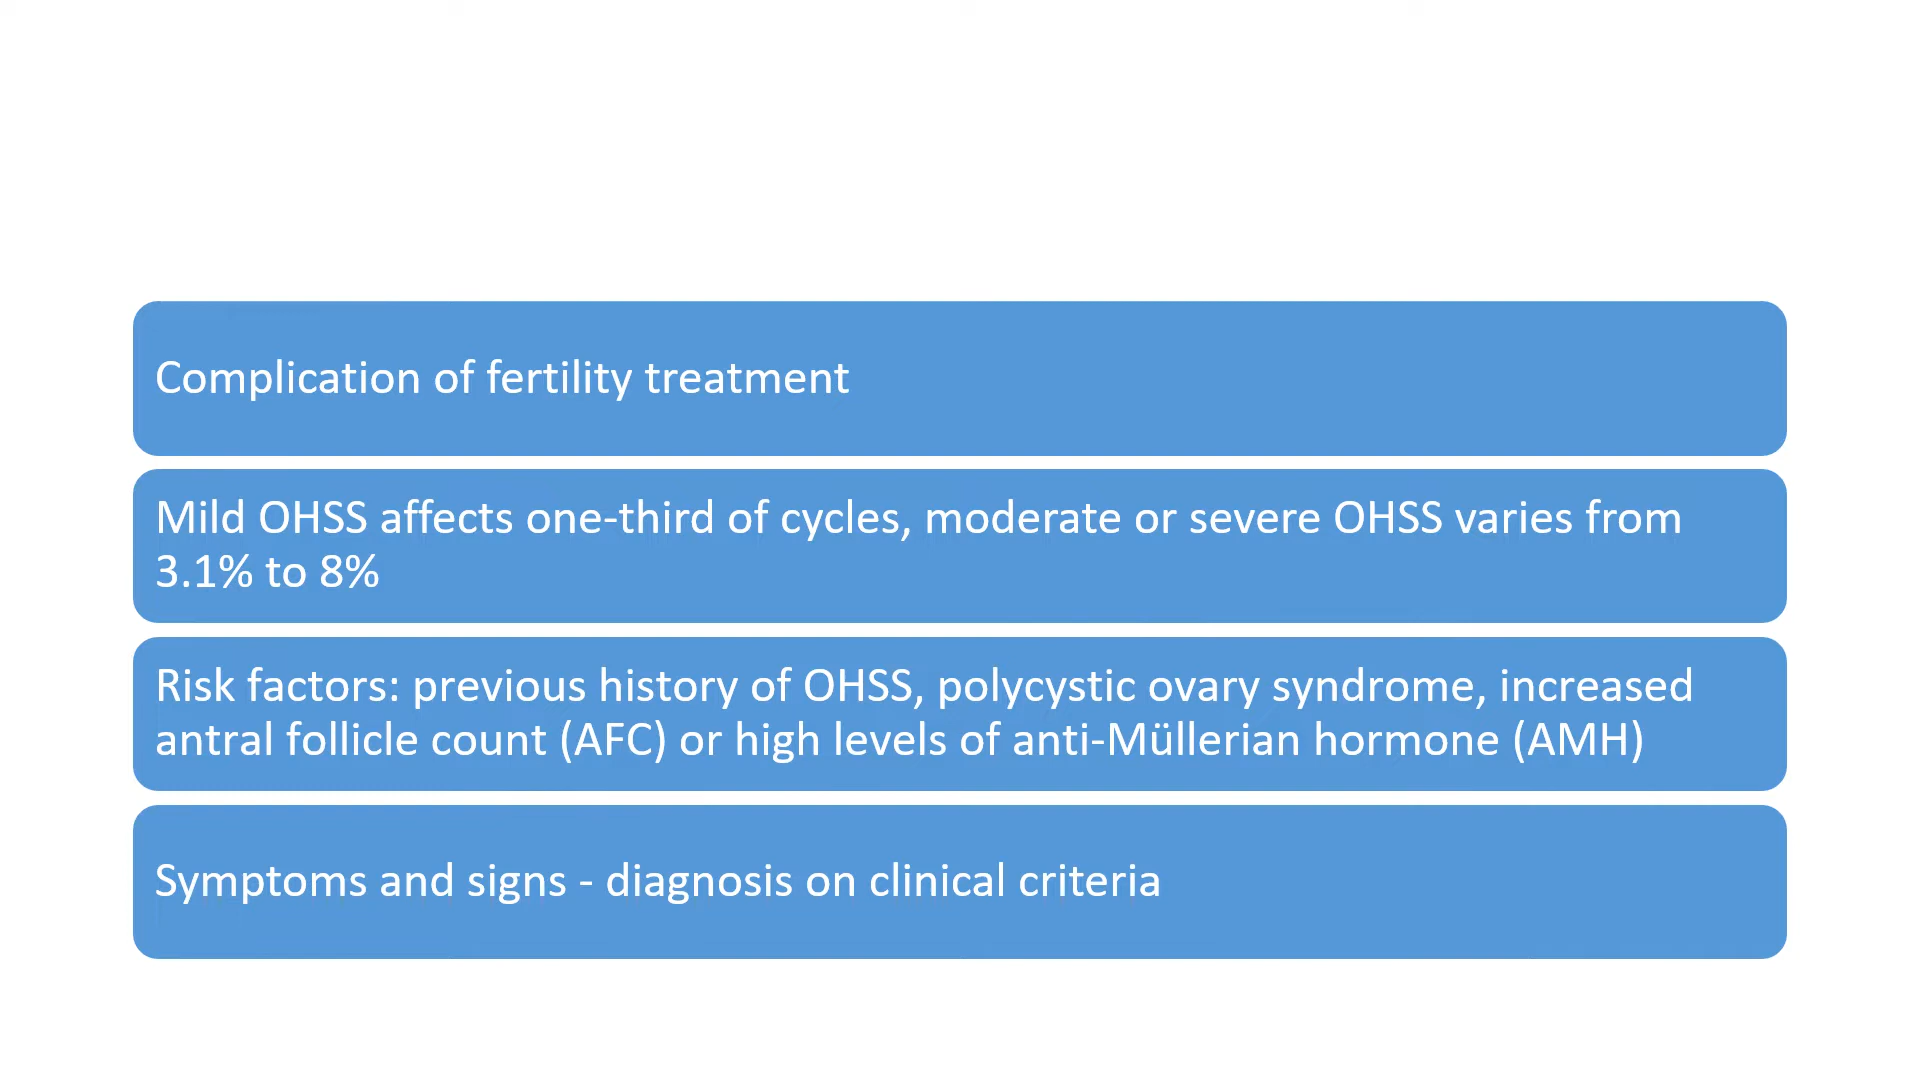 Complication of fertility treatment
Mild OHSS affects one-third of cycles, moderate or severe OHSS varies from
3.1% to 8%
Risk factors: previous history of OHSS, polycystic ovary syndrome, increased
antral follicle count (AFC) or high levels of anti-Müllerian hormone (AMH)
Symptoms and signs - diagnosis on clinical criteria